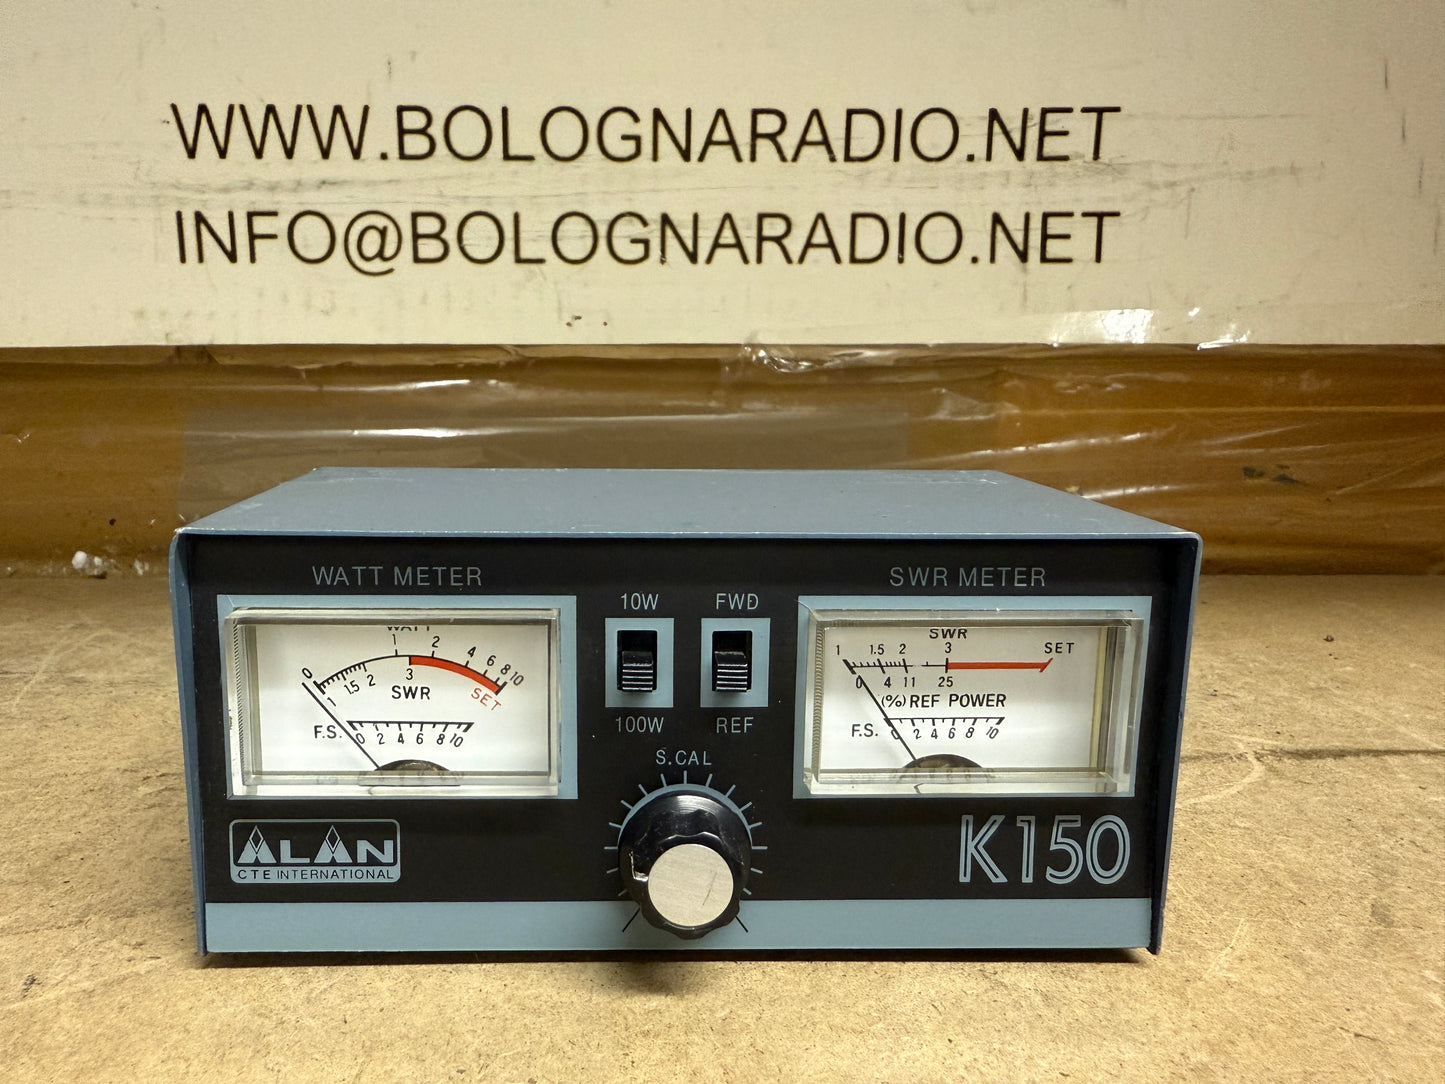 WWW.BOLOGNARADIO.NET
INFO@BOLOGNARADIO.NET
WATT METER
SWR METER
10W
FWD
100W
REF
S.CAL
WATT
0 1 2 4 6 8 10
1 1.5 2 3 SET
SWR
F.S. 0 2 4 6 8 10
SWR
1 1.5 2 3 SET
0 4 11 25
(%) REF POWER
F.S. 0 2 4 6 8 10
ALAN
CTE INTERNATIONAL
K150